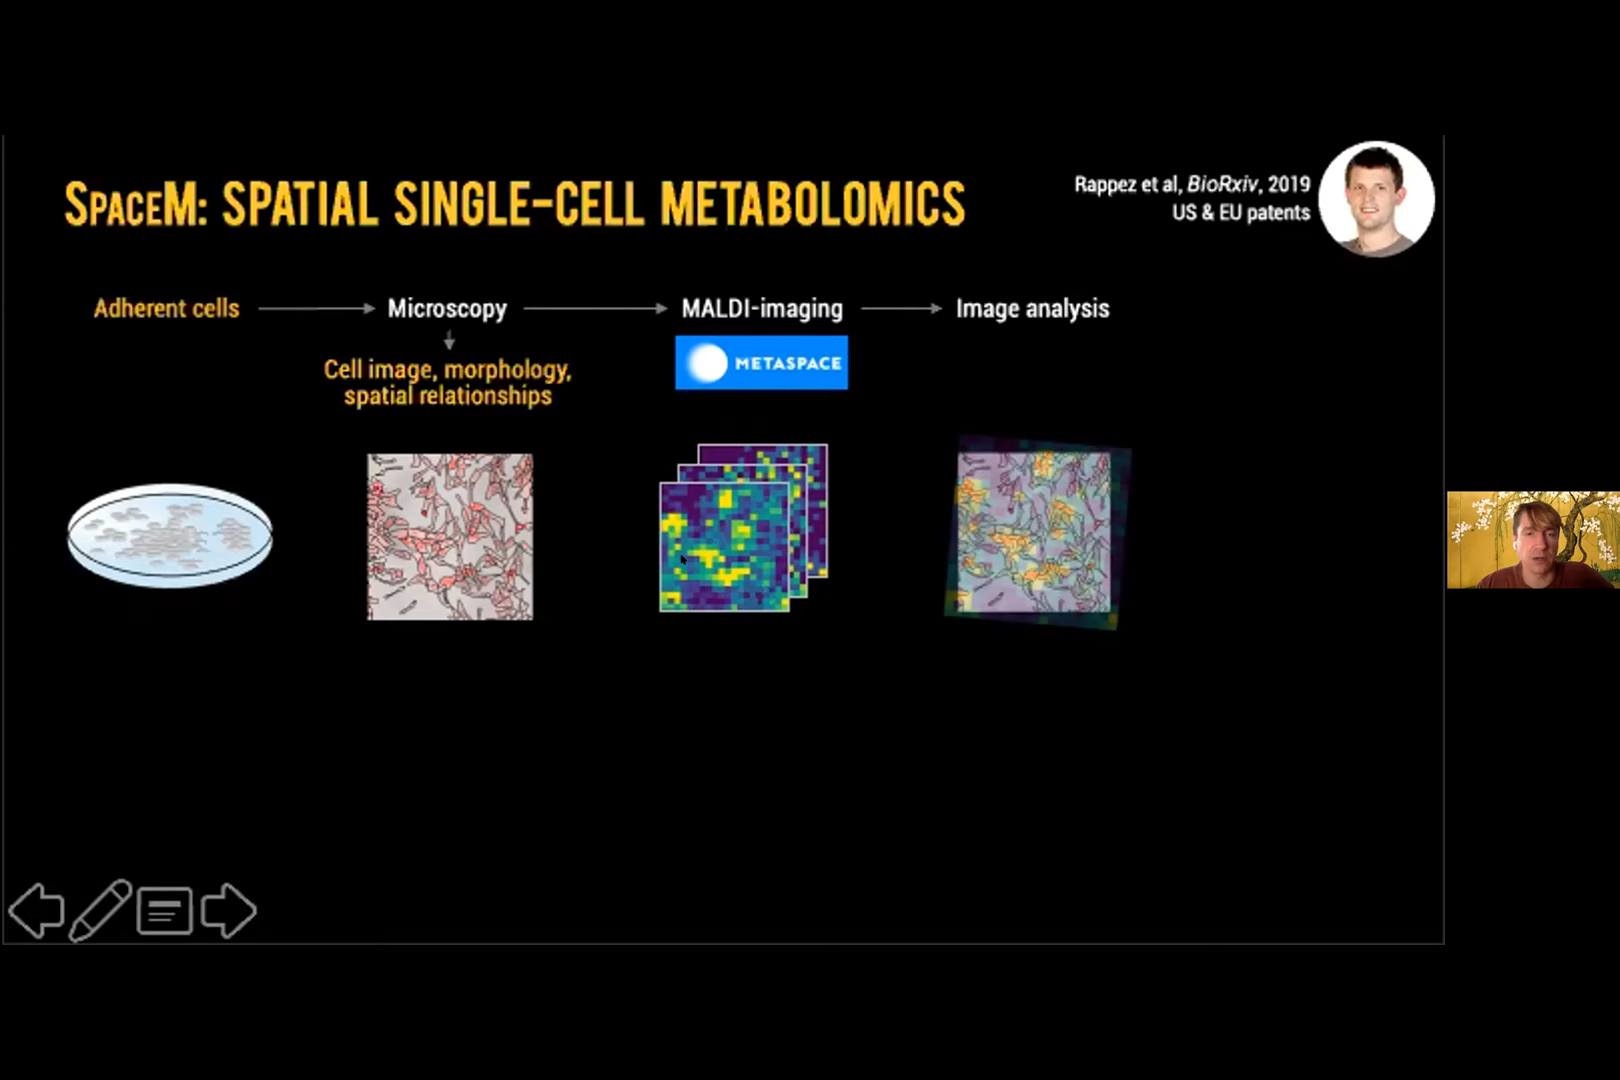 SPACEM: SPATIAL SINGLE-CELL METABOLOMICS
Rappez et al, BioRxiv, 2019
US & EU patents
Adherent cells
Microscopy
MALDI-imaging
Image analysis
Cell image, morphology,
spatial relationships
METASPACE